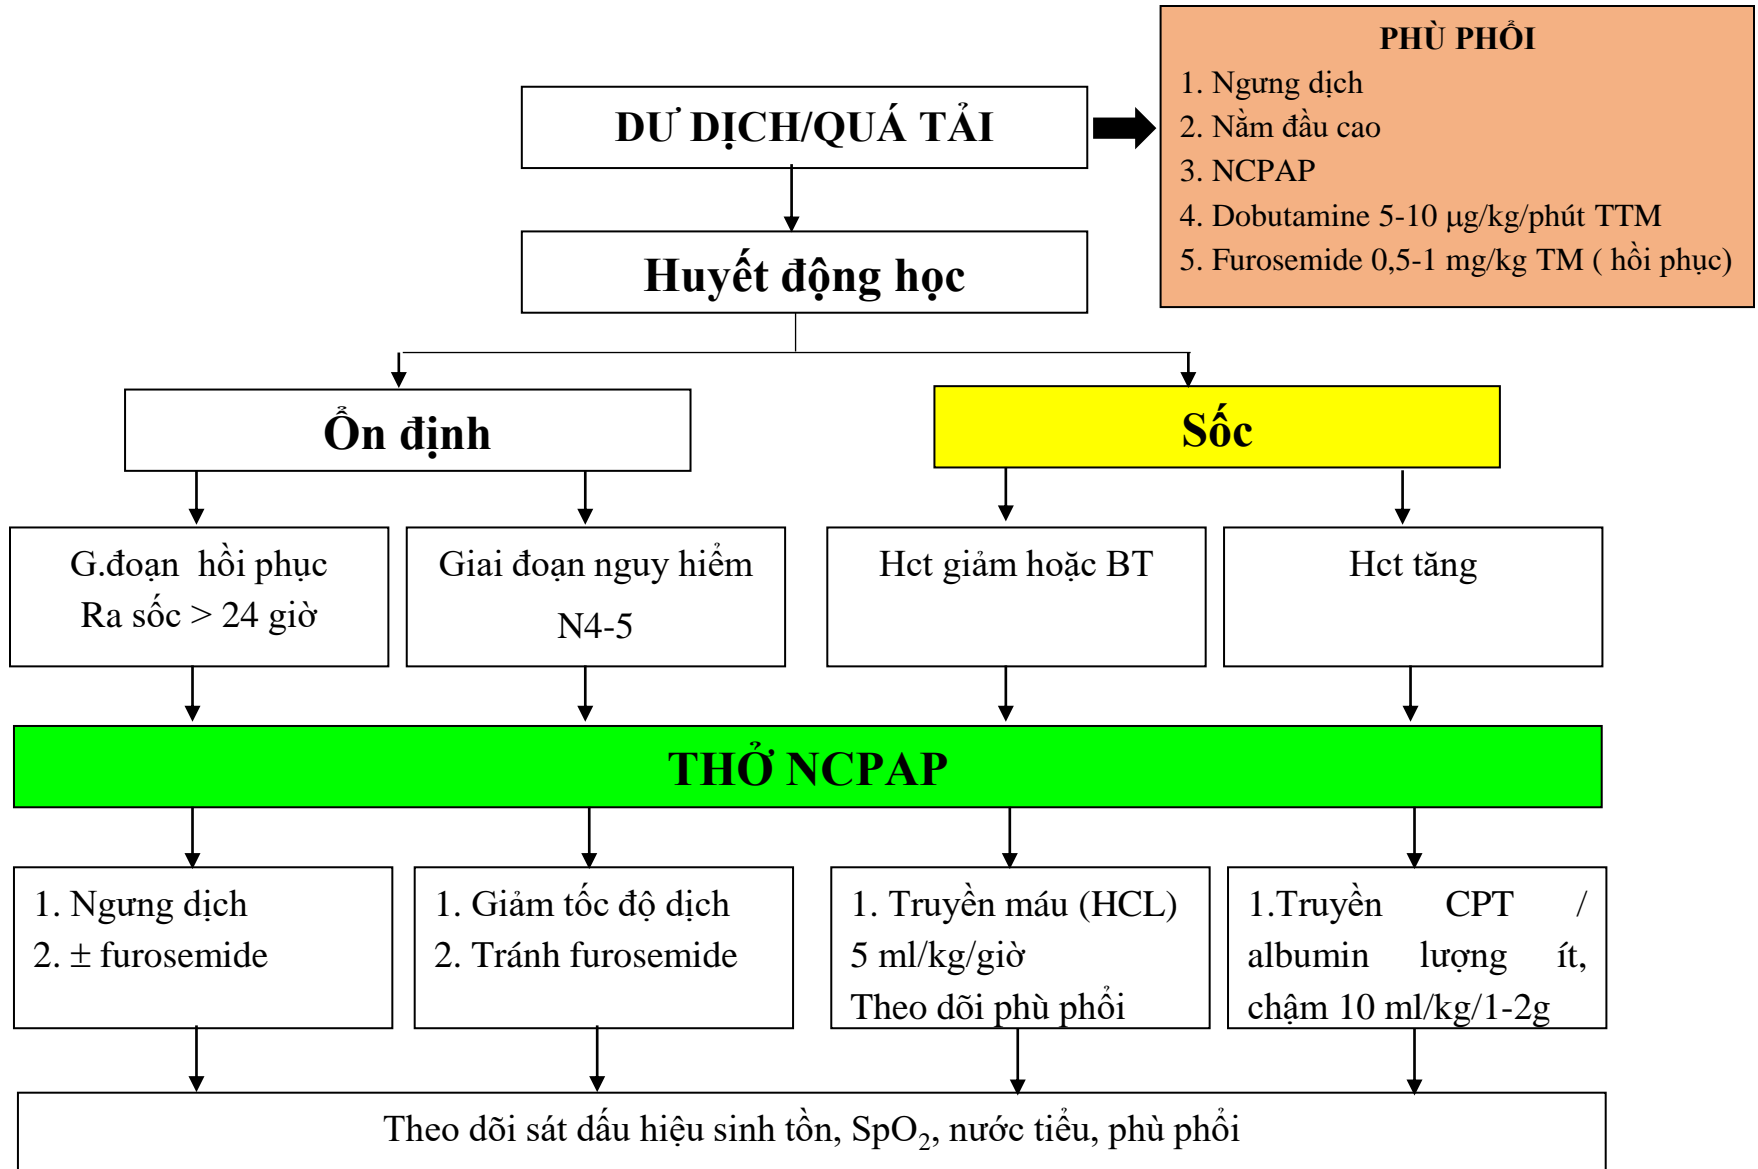 PHÙ PHỔI
1. Ngưng dịch
2. Nằm đầu cao
3. NCPAP
4. Dobutamine 5-10 μg/kg/phút TTM
5. Furosemide 0,5-1 mg/kg TM ( hồi phục)
DƯ DỊCH/QUÁ TẢI
Huyết động học
Ổn định
Sốc
G.đoạn hồi phục
Ra sốc > 24 giờ
Giai đoạn nguy hiểm
N4-5
Hct giảm hoặc BT
Hct tăng
THỞ NCPAP
1. Ngưng dịch
2. ± furosemide
1. Giảm tốc độ dịch
2. Tránh furosemide
1. Truyền máu (HCL)
5 ml/kg/giờ
Theo dõi phù phổi
1.Truyền CPT /
albumin lượng ít,
chậm 10 ml/kg/1-2g
Theo dõi sát dấu hiệu sinh tồn, SpO₂, nước tiểu, phù phổi